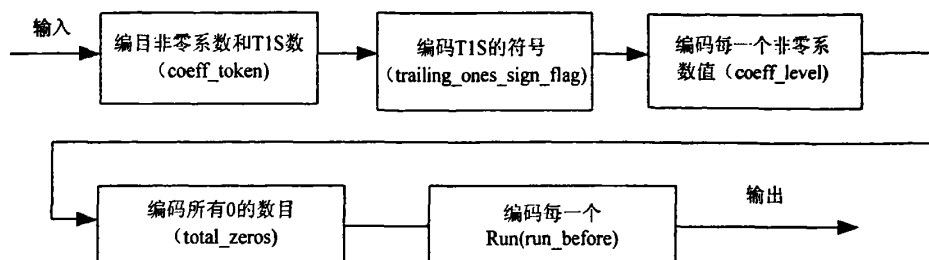 输入
编目非零系数和T1S数
(coeff_token)
编码T1S的符号
(trailing_ones_sign_flag)
编码每一个非零系
数值(coeff_level)
编码所有0的数目
(total_zeros)
编码每一个
Run(run_before)
输出